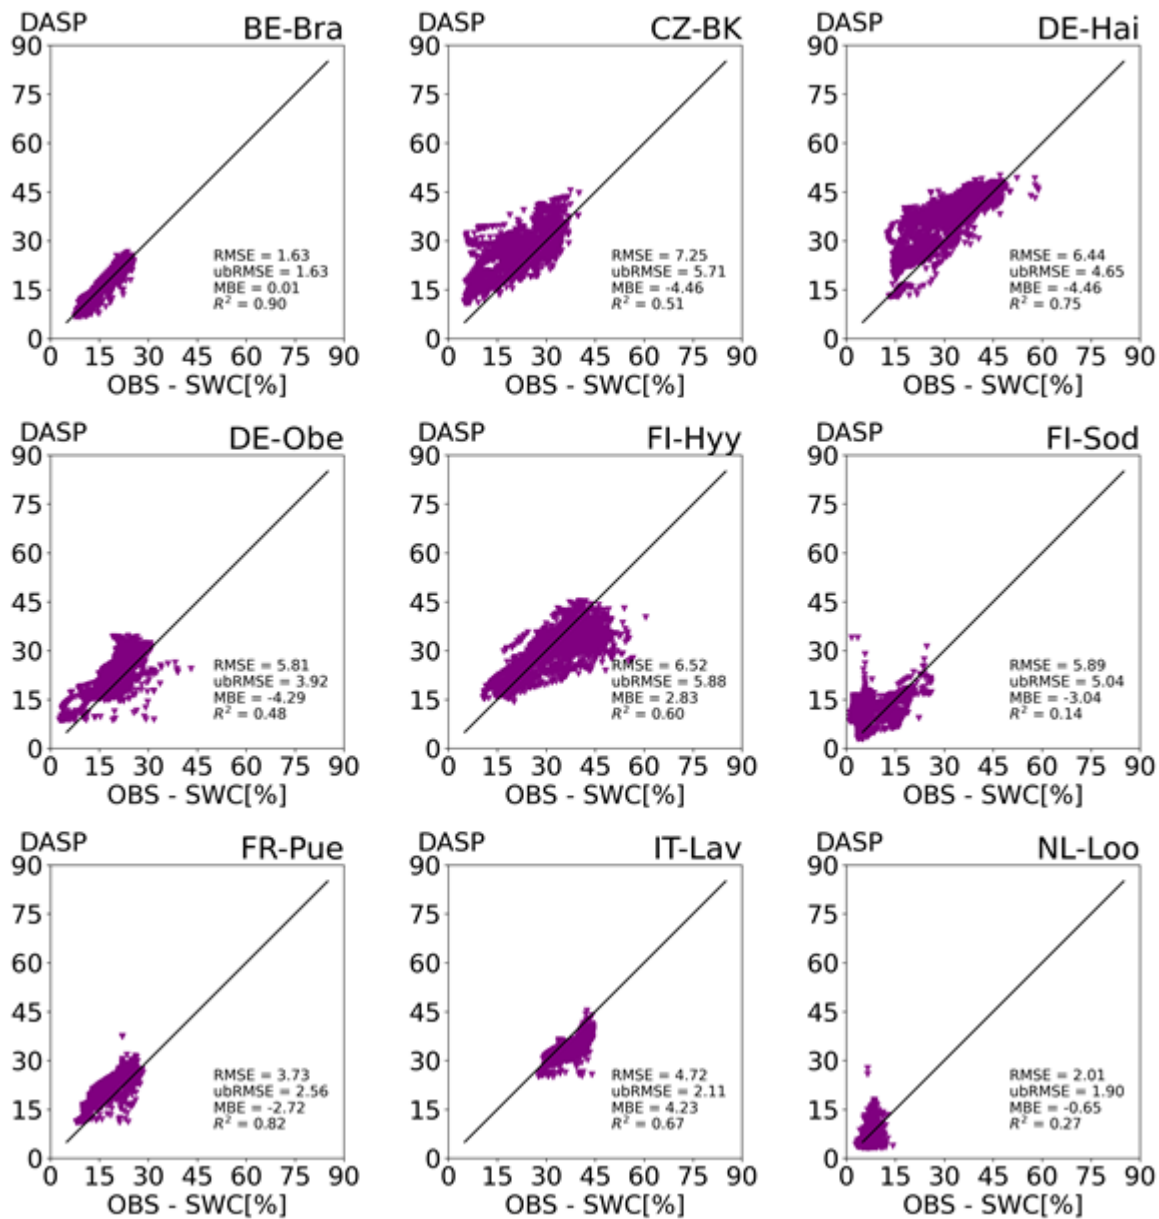 DASP
BE-Bra
90
75
60
45
30
15
0
RMSE = 1.63
ubRMSE = 1.63
MBE = 0.01
R² = 0.90
0 15 30 45 60 75 90
OBS - SWC[%]
DASP
CZ-BK
90
75
60
45
30
15
0
RMSE = 7.25
ubRMSE = 5.71
MBE = -4.46
R² = 0.51
0 15 30 45 60 75 90
OBS - SWC[%]
DASP
DE-Hai
90
75
60
45
30
15
0
RMSE = 6.44
ubRMSE = 4.65
MBE = -4.46
R² = 0.75
0 15 30 45 60 75 90
OBS - SWC[%]
DASP
DE-Obe
90
75
60
45
30
15
0
RMSE = 5.81
ubRMSE = 3.92
MBE = -4.29
R² = 0.48
0 15 30 45 60 75 90
OBS - SWC[%]
DASP
FI-Hyy
90
75
60
45
30
15
0
RMSE = 6.52
ubRMSE = 5.88
MBE = 2.83
R² = 0.60
0 15 30 45 60 75 90
OBS - SWC[%]
DASP
FI-Sod
90
75
60
45
30
15
0
RMSE = 5.89
ubRMSE = 5.04
MBE = -3.04
R² = 0.14
0 15 30 45 60 75 90
OBS - SWC[%]
DASP
FR-Pue
90
75
60
45
30
15
0
RMSE = 3.73
ubRMSE = 2.56
MBE = -2.72
R² = 0.82
0 15 30 45 60 75 90
OBS - SWC[%]
DASP
IT-Lav
90
75
60
45
30
15
0
RMSE = 4.72
ubRMSE = 2.11
MBE = 4.23
R² = 0.67
0 15 30 45 60 75 90
OBS - SWC[%]
DASP
NL-Loo
90
75
60
45
30
15
0
RMSE = 2.01
ubRMSE = 1.90
MBE = -0.65
R² = 0.27
0 15 30 45 60 75 90
OBS - SWC[%]